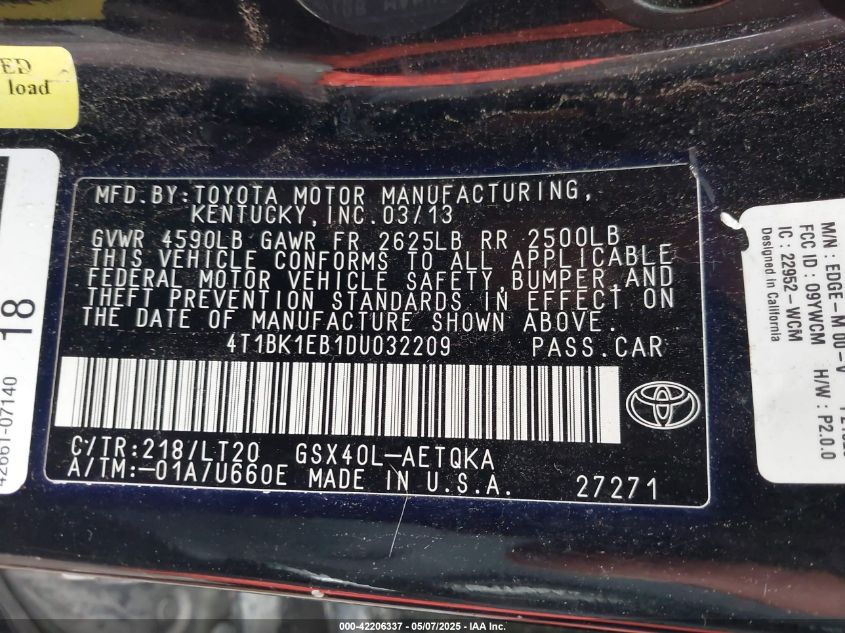 ED
load
18
42661-07140
MFD.BY:TOYOTA MOTOR MANUFACTURING,
KENTUCKY,INC.03/13
GVWR 4590LB GAWR FR 2625LB RR 2500LB
THIS VEHICLE CONFORMS TO ALL APPLICABLE
FEDERAL MOTOR VEHICLE SAFETY,BUMPER,AND
THEFT PREVENTION STANDARDS IN EFFECT ON
THE DATE OF MANUFACTURE SHOWN ABOVE.
4T1BK1EB1DU032209 PASS.CAR
C/TR:218/LT20 GSX40L-AETQKA
A/TM:-01A/U660E MADE IN U.S.A. 27271
M/N : EDGE-M 00-V
FCC ID : 09YWCM H/W : P2.0.0
IC : 22952-WCM
Designed in California
000-42206337 - 05/07/2025 - IAA Inc.